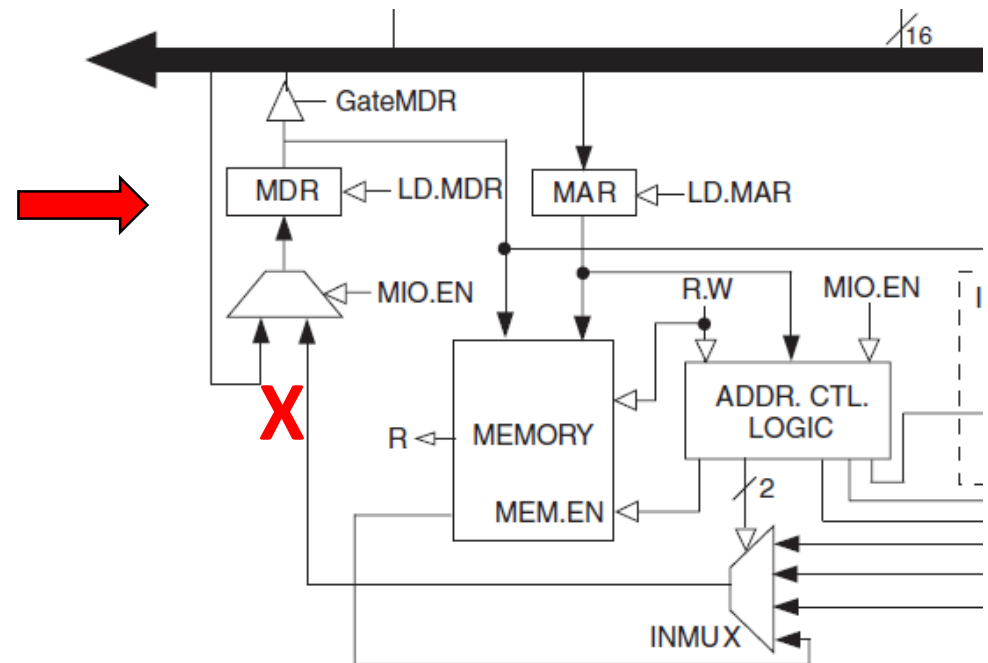 16
GateMDR
MDR
LD.MDR
MAR
LD.MAR
MIO.EN
R.W
MIO.EN
I
X
R
MEMORY
ADDR. CTL.
LOGIC
MEM.EN
2
INMUX